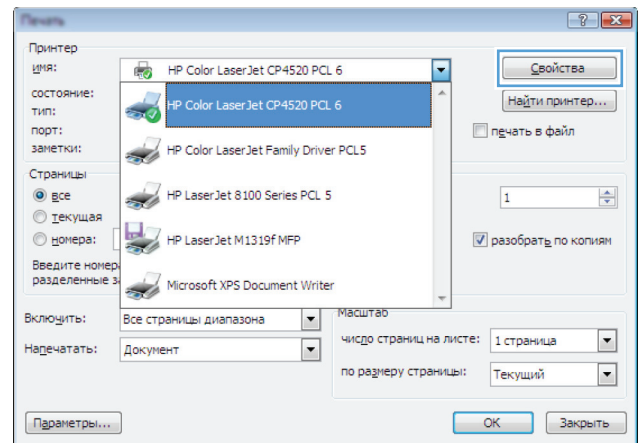 Печать
Принтер
имя: HP Color LaserJet CP4520 PCL 6 Свойства
состояние: HP Color LaserJet CP4520 PCL 6 Найти принтер...
тип:
порт: HP Color LaserJet Family Driver PCL5 печать в файл
заметки:
Страницы
все HP LaserJet 8100 Series PCL 5 1
текущая
номера: HP LaserJet M1319f MFP разобрать по копиям
Введите номер
разделенные з Microsoft XPS Document Writer
Включить: Все страницы диапазона Масштаб
число страниц на листе: 1 страница
Напечатать: Документ
по размеру страницы: Текущий
Параметры... ОК Закрыть